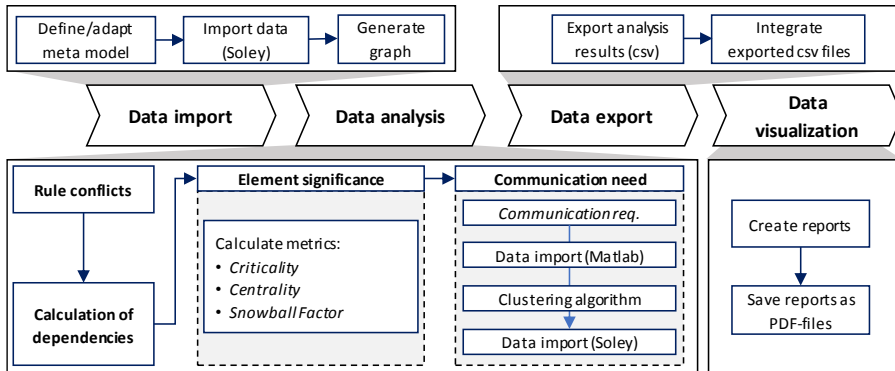 Define/adapt
meta model
Import data
(Soley)
Generate
graph
Export analysis
results (csv)
Integrate
exported csv files
Data import
Data analysis
Data export
Data
visualization
Rule conflicts
Calculation of
dependencies
Element significance
Calculate metrics:
• Criticality
• Centrality
• Snowball Factor
Communication need
Communication req.
Data import (Matlab)
Clustering algorithm
Data import (Soley)
Create reports
Save reports as
PDF-files